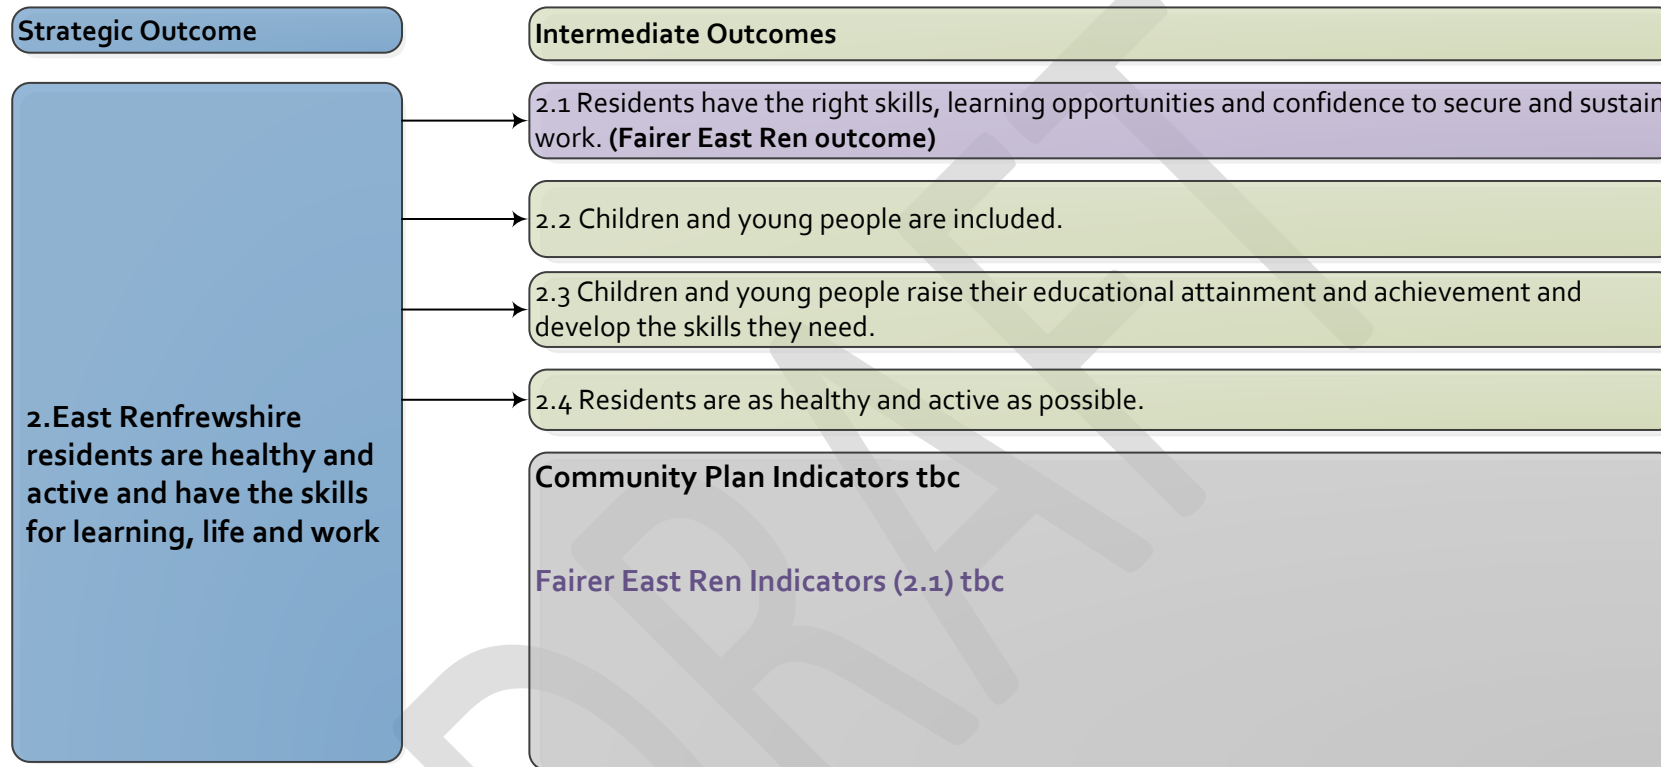 Strategic Outcome
Intermediate Outcomes
2.East Renfrewshire
residents are healthy and
active and have the skills
for learning, life and work
2.1 Residents have the right skills, learning opportunities and confidence to secure and sustain
work. (Fairer East Ren outcome)
2.2 Children and young people are included.
2.3 Children and young people raise their educational attainment and achievement and
develop the skills they need.
2.4 Residents are as healthy and active as possible.
Community Plan Indicators tbc
Fairer East Ren Indicators (2.1) tbc
DRAFT